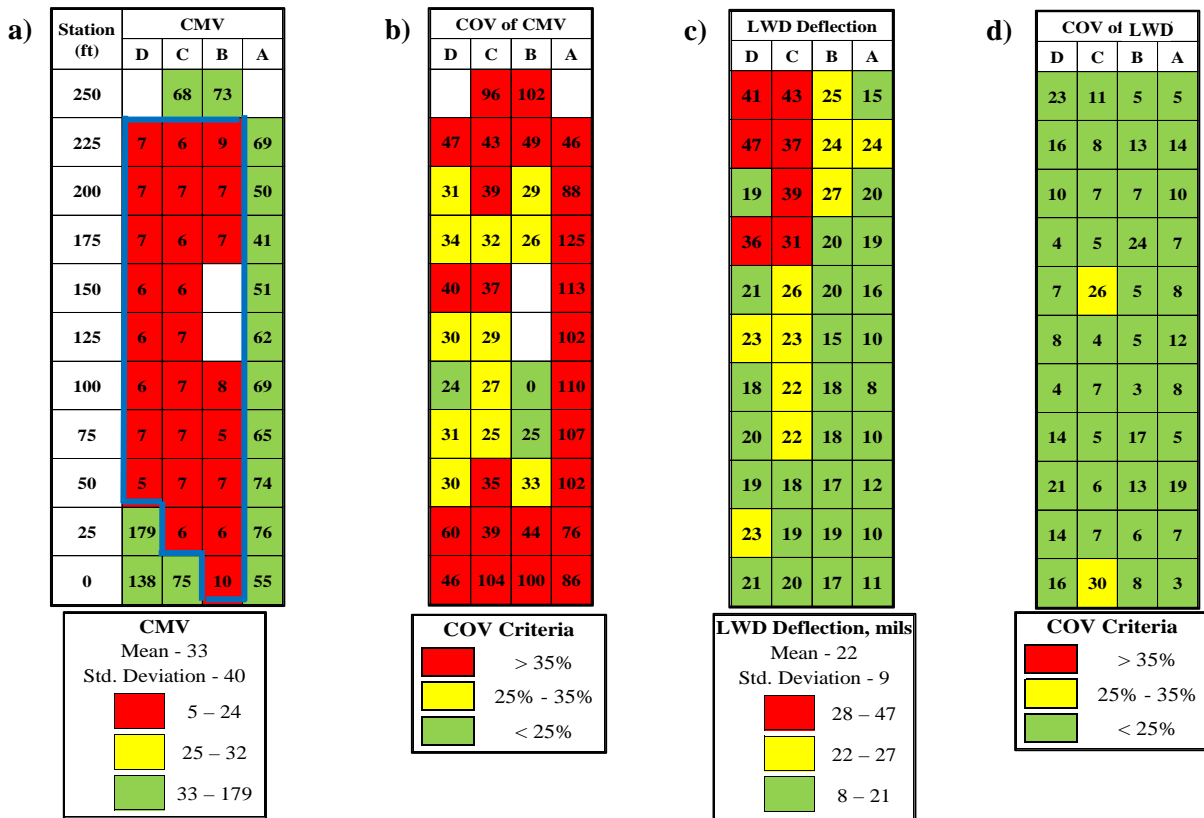 a)
Station (ft) CMV
D C B A
250 68 73
225 7 6 9 69
200 7 7 7 50
175 7 6 7 41
150 6 6 51
125 6 7 62
100 6 7 8 69
75 7 7 5 65
50 5 7 7 74
25 179 6 6 76
0 138 75 10 55
CMV
Mean - 33
Std. Deviation - 40
5 – 24
25 – 32
33 – 179
b)
COV of CMV
D C B A
96 102
47 43 49 46
31 39 29 88
34 32 26 125
40 37 113
30 29 102
24 27 0 110
31 25 25 107
30 35 33 102
60 39 44 76
46 104 100 86
COV Criteria
> 35%
25% - 35%
< 25%
c)
LWD Deflection
D C B A
41 43 25 15
47 37 24 24
19 39 27 20
36 31 20 19
21 26 20 16
23 23 15 10
18 22 18 8
20 22 18 10
19 18 17 12
23 19 19 10
21 20 17 11
LWD Deflection, mils
Mean - 22
Std. Deviation - 9
28 – 47
22 – 27
8 – 21
d)
COV of LWD
D C B A
23 11 5 5
16 8 13 14
10 7 7 10
4 5 24 7
7 26 5 8
8 4 5 12
4 7 3 8
14 5 17 5
21 6 13 19
14 7 6 7
16 30 8 3
COV Criteria
> 35%
25% - 35%
< 25%